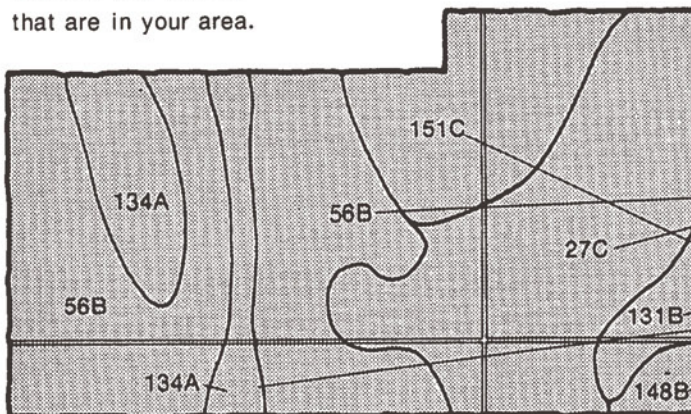 that are in your area.
151C
134A
56B
27C
56B
131B
134A
148B